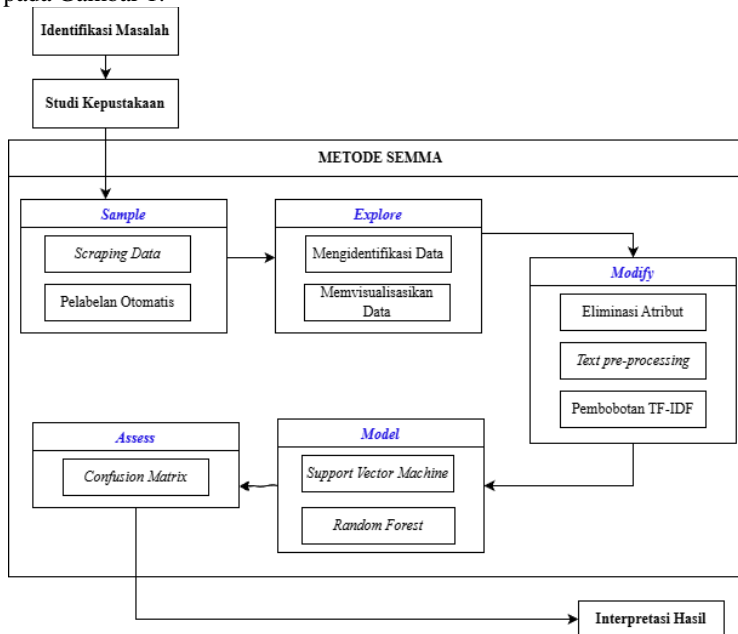 pada Gambar 1.
Identifikasi Masalah
Studi Kepustakaan
METODE SEMMA
Sample
Scraping Data
Pelabelan Otomatis
Explore
Mengidentifikasi Data
Memvisualisasikan
Data
Modify
Eliminasi Atribut
Text pre-processing
Pembobotan TF-IDF
Model
Support Vector Machine
Random Forest
Assess
Confusion Matrix
Interpretasi Hasil